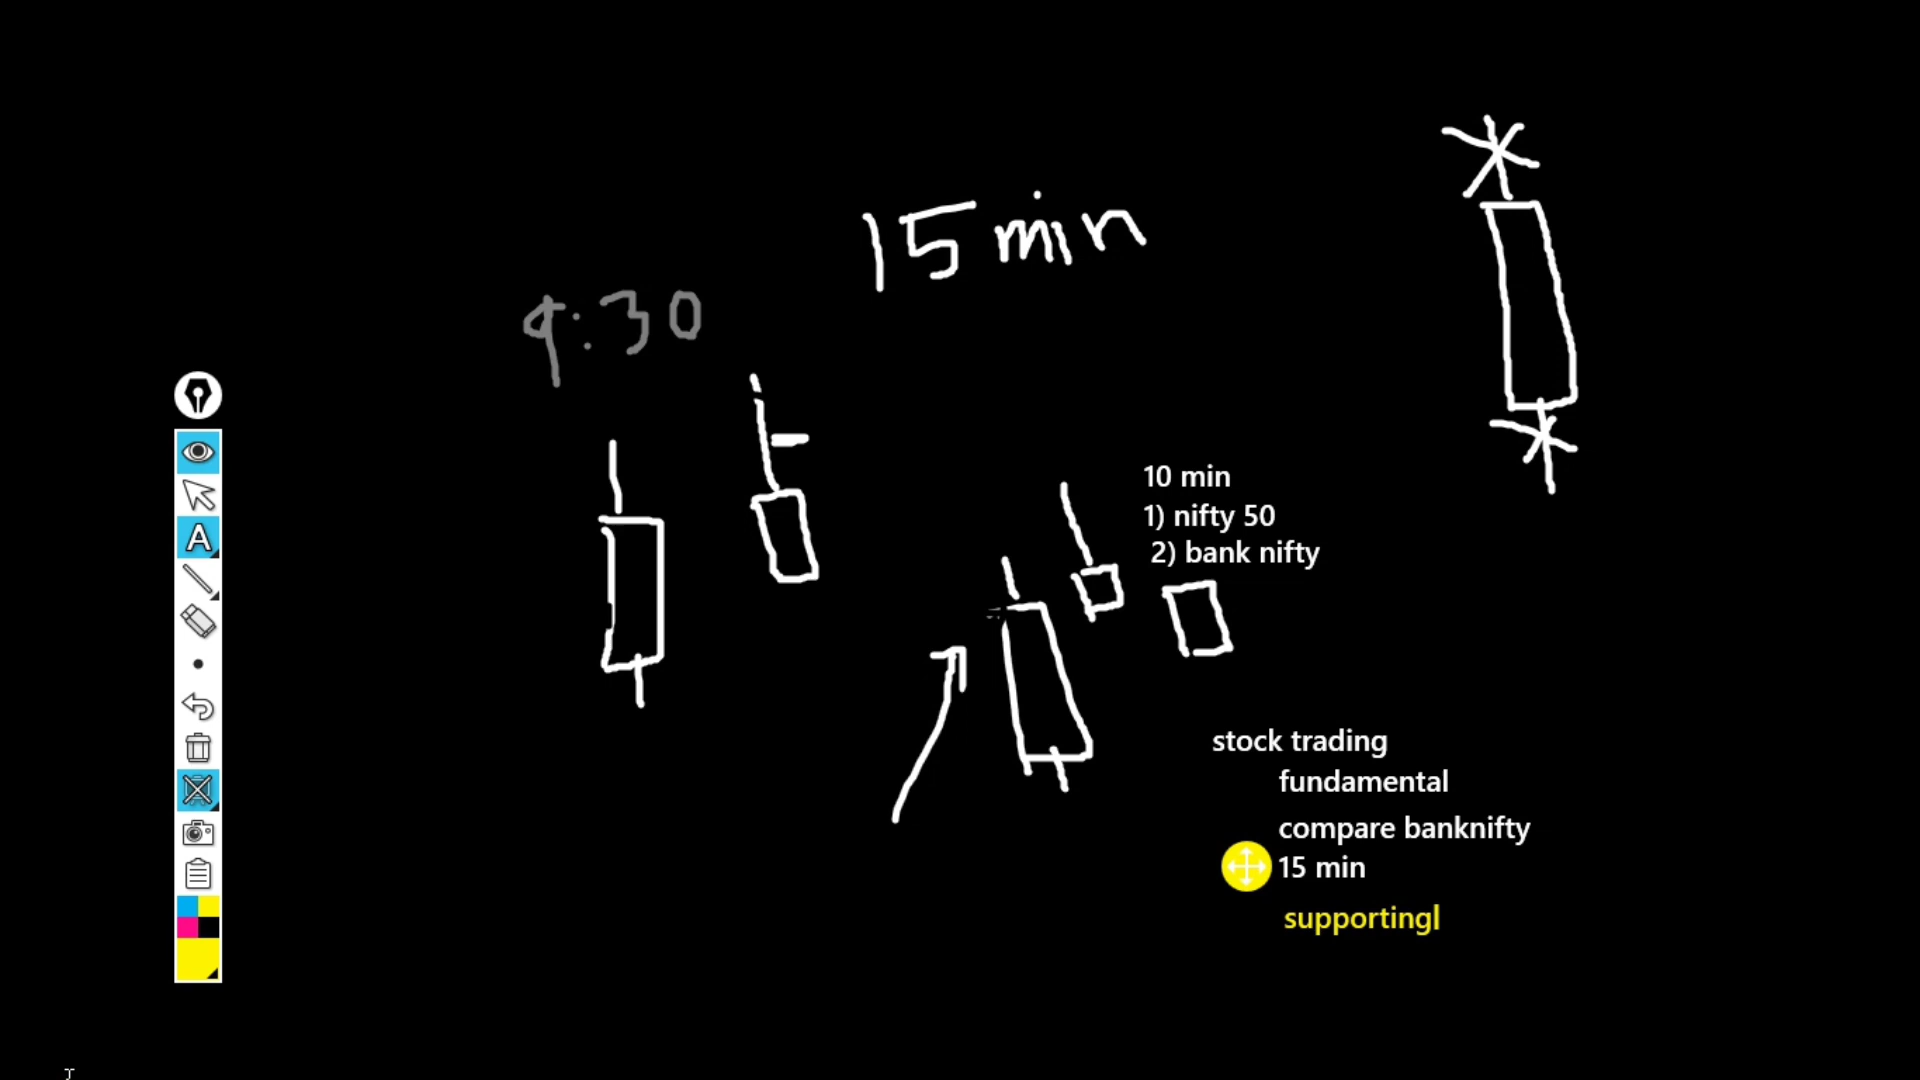 15 min
9:30
10 min
1) nifty 50
2) bank nifty
stock trading
fundamental
compare banknifty
15 min
supporting